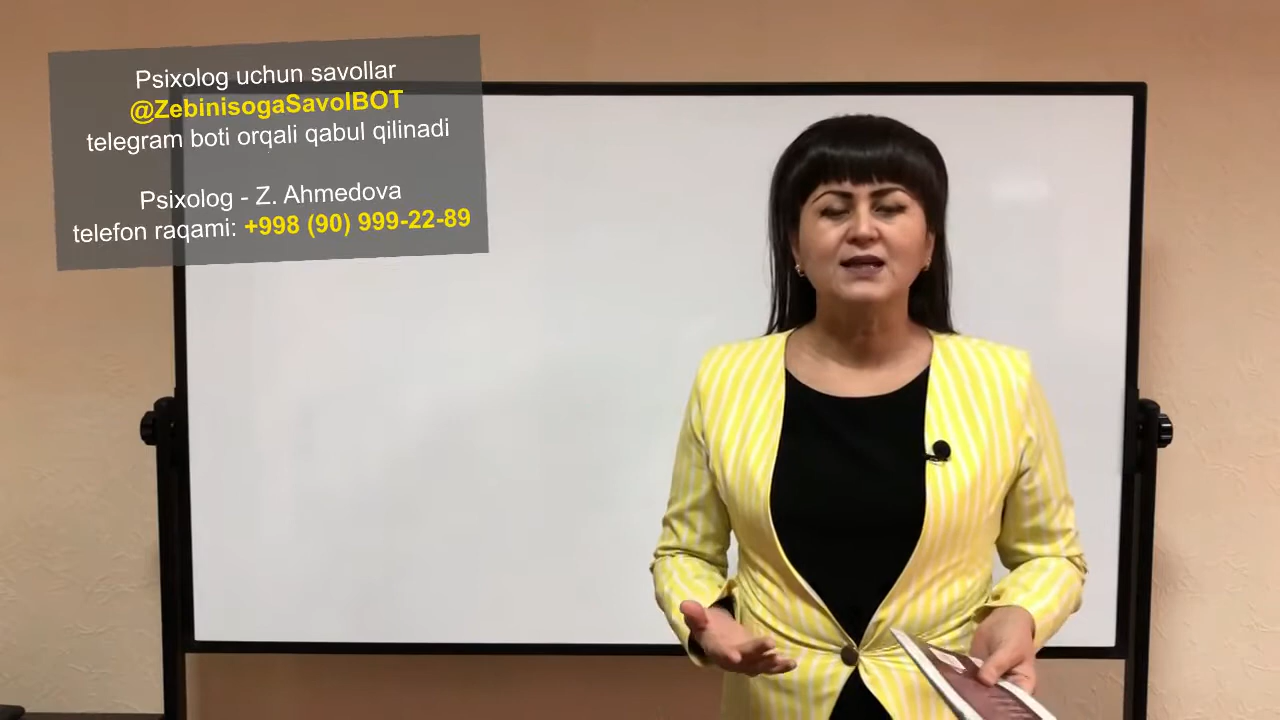 Psixolog uchun savollar
@ZebinisogaSavolBOT
telegram boti orqali qabul qilinadi
Psixolog - Z. Ahmedova
telefon raqami: +998 (90) 999-22-89